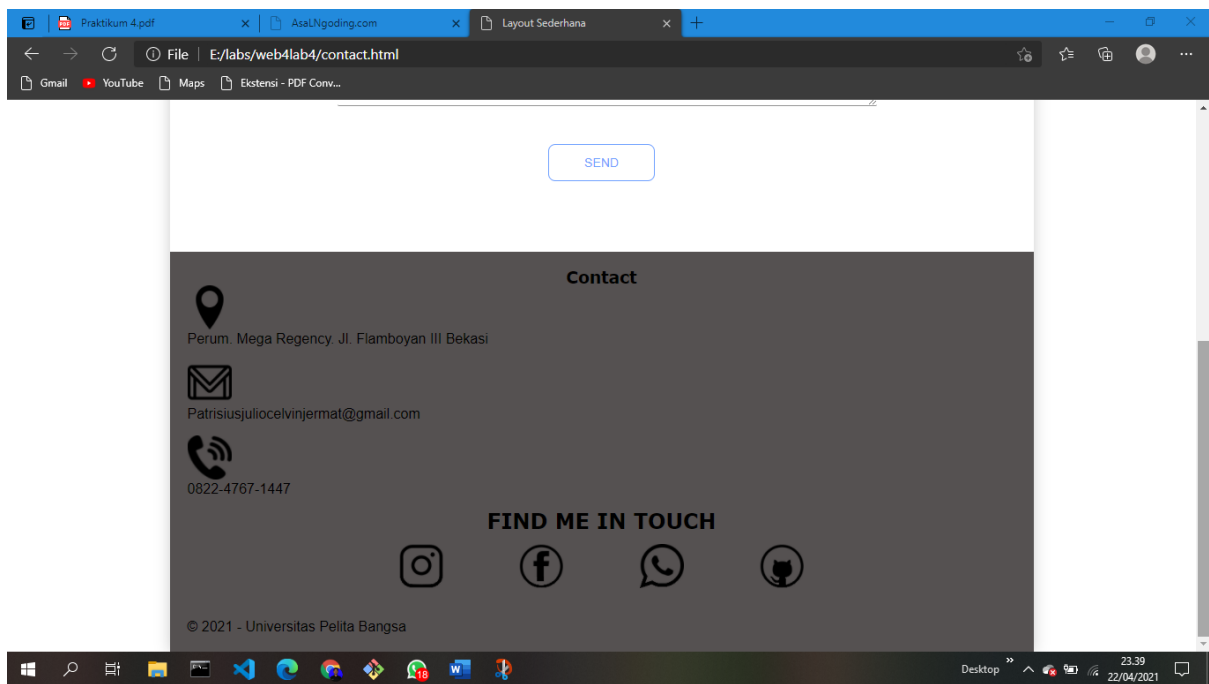 Praktikum 4.pdf
AsaLNgoding.com
Layout Sederhana
File | E:/labs/web4lab4/contact.html
Gmail
YouTube
Maps
Ekstensi - PDF Conv...
SEND
Contact
Perum. Mega Regency. Jl. Flamboyan III Bekasi
Patrisiusjuliocelvinjermat@gmail.com
0822-4767-1447
FIND ME IN TOUCH
© 2021 - Universitas Pelita Bangsa
18
Desktop
23.39
22/04/2021